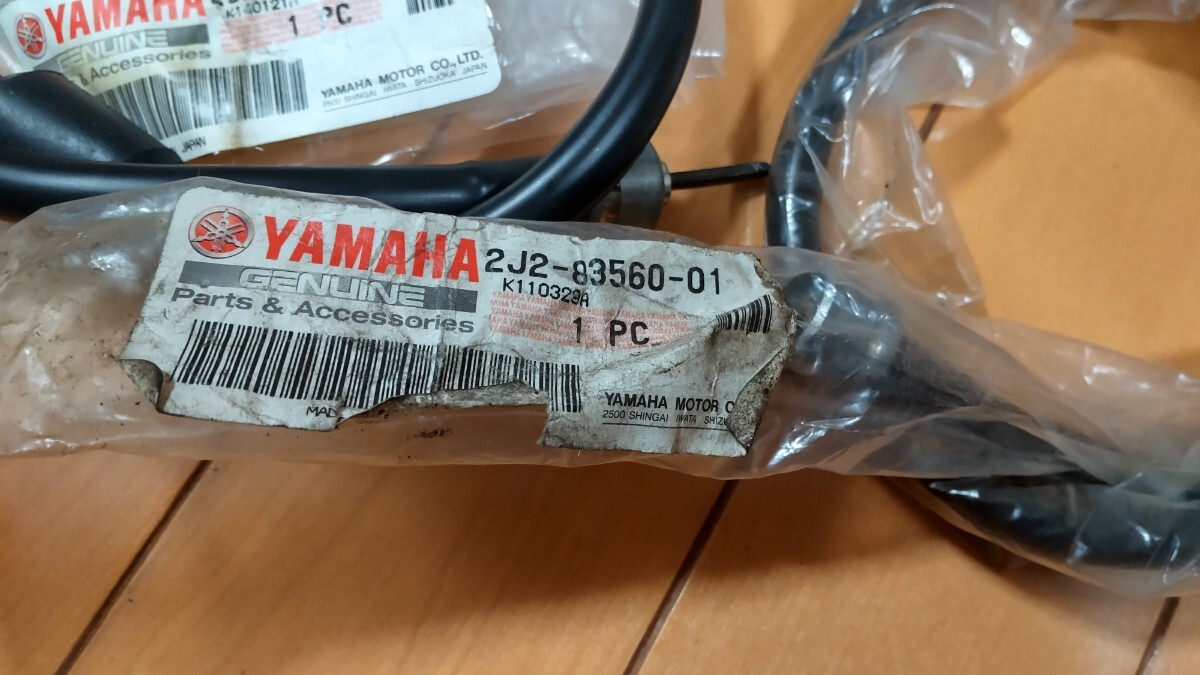 YAMAHA
K140121A
GENUINE
& Accessories
1 PC
YAMAHA MOTOR CO.,LTD.
2500 SHINGAI IWATA SHIZUOKA JAPAN
JAPAN
YAMAHA 2J2-83560-01
GENUINE K110329A
Parts & Accessories
1 PC
YAMAHA MOTOR
2500 SHINGAI IWATA